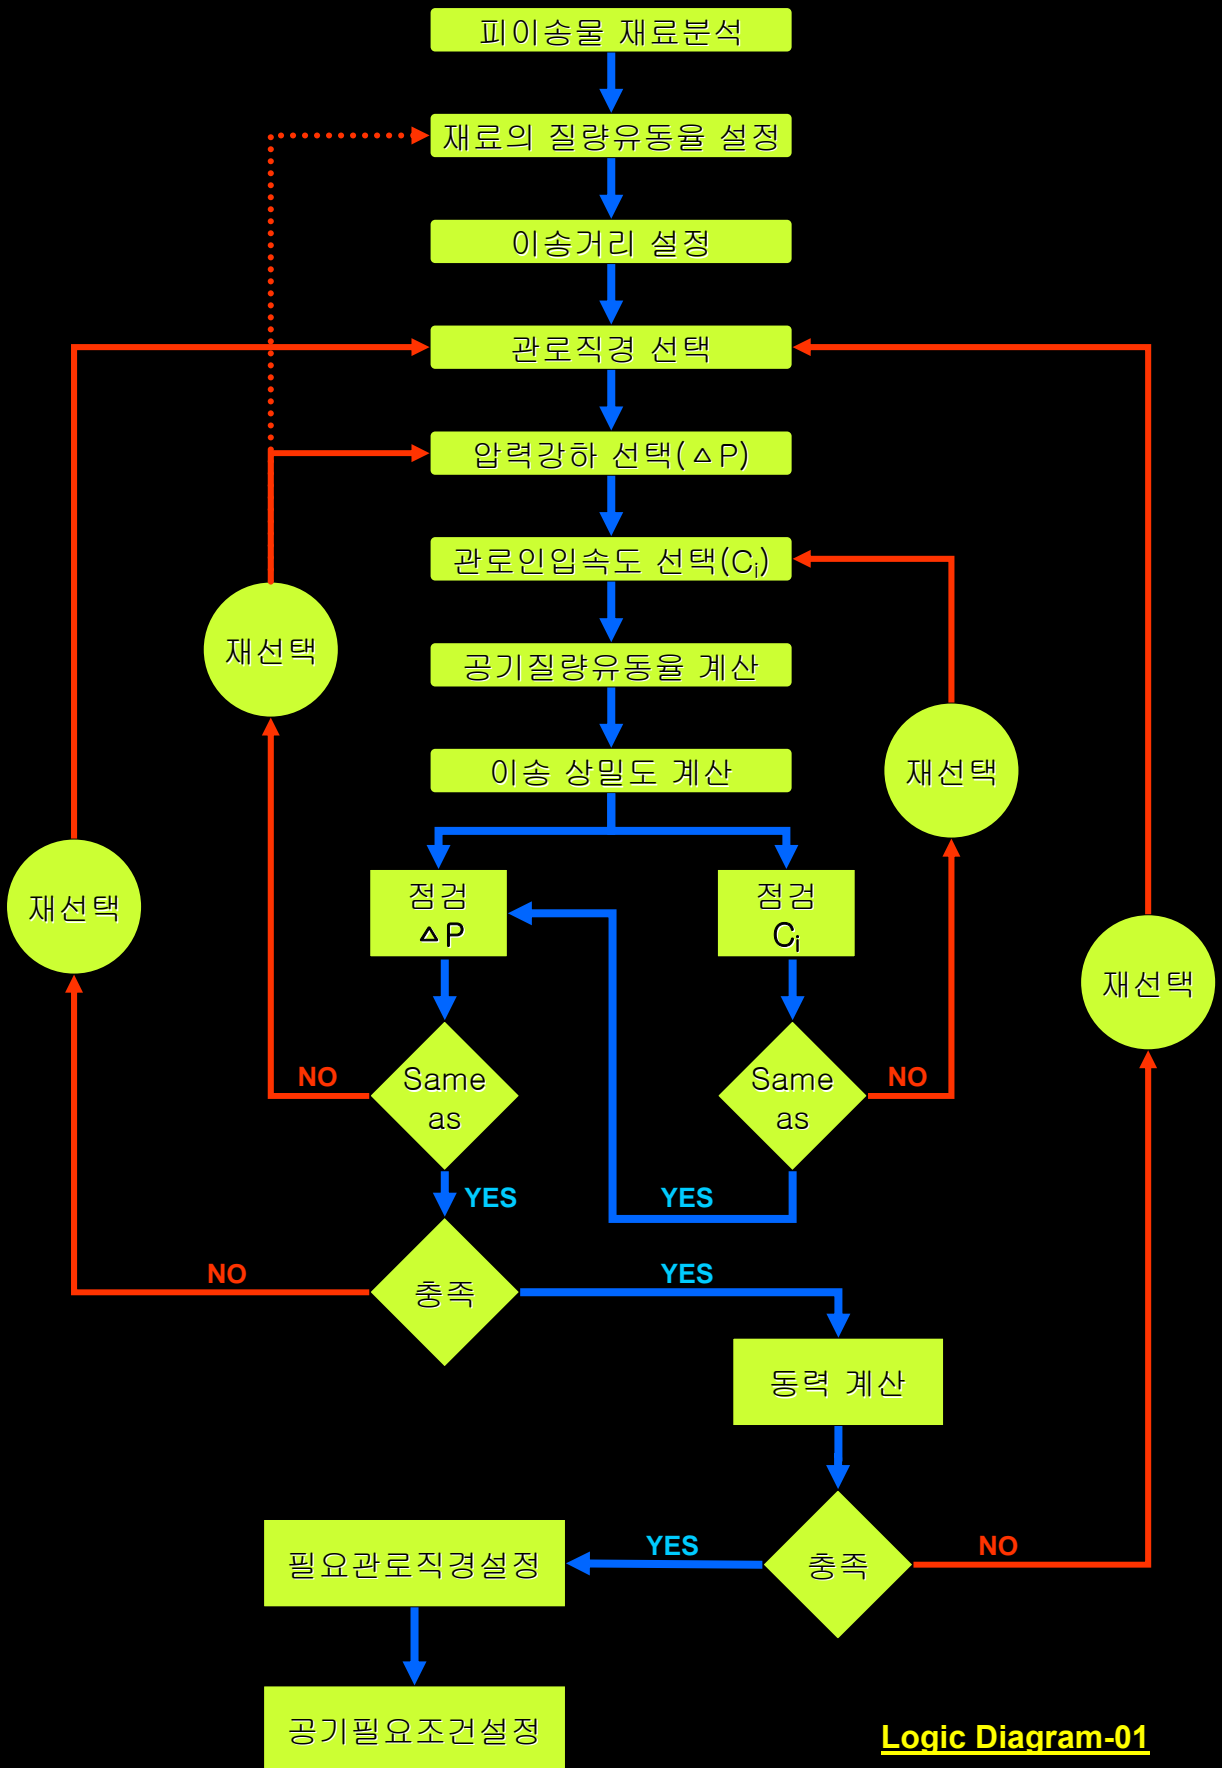 피이송물 재료분석
재료의 질량유동율 설정
이송거리 설정
관로직경 선택
압력강하 선택(△P)
관로인입속도 선택(Cᵢ)
재선택
공기질량유동율 계산
이송 상밀도 계산
재선택
재선택
점검
△P
점검
Cᵢ
재선택
NO
Same
as
Same
as
NO
YES
YES
NO
충족
YES
동력 계산
필요관로직경설정
YES
충족
NO
공기필요조건설정
Logic Diagram-01